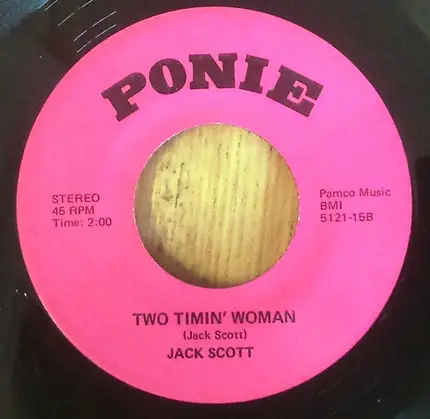 PONIE
STEREO
45 RPM
Time: 2:00
Pamco Music
BMI
5121-15B
TWO TIMIN' WOMAN
(Jack Scott)
JACK SCOTT